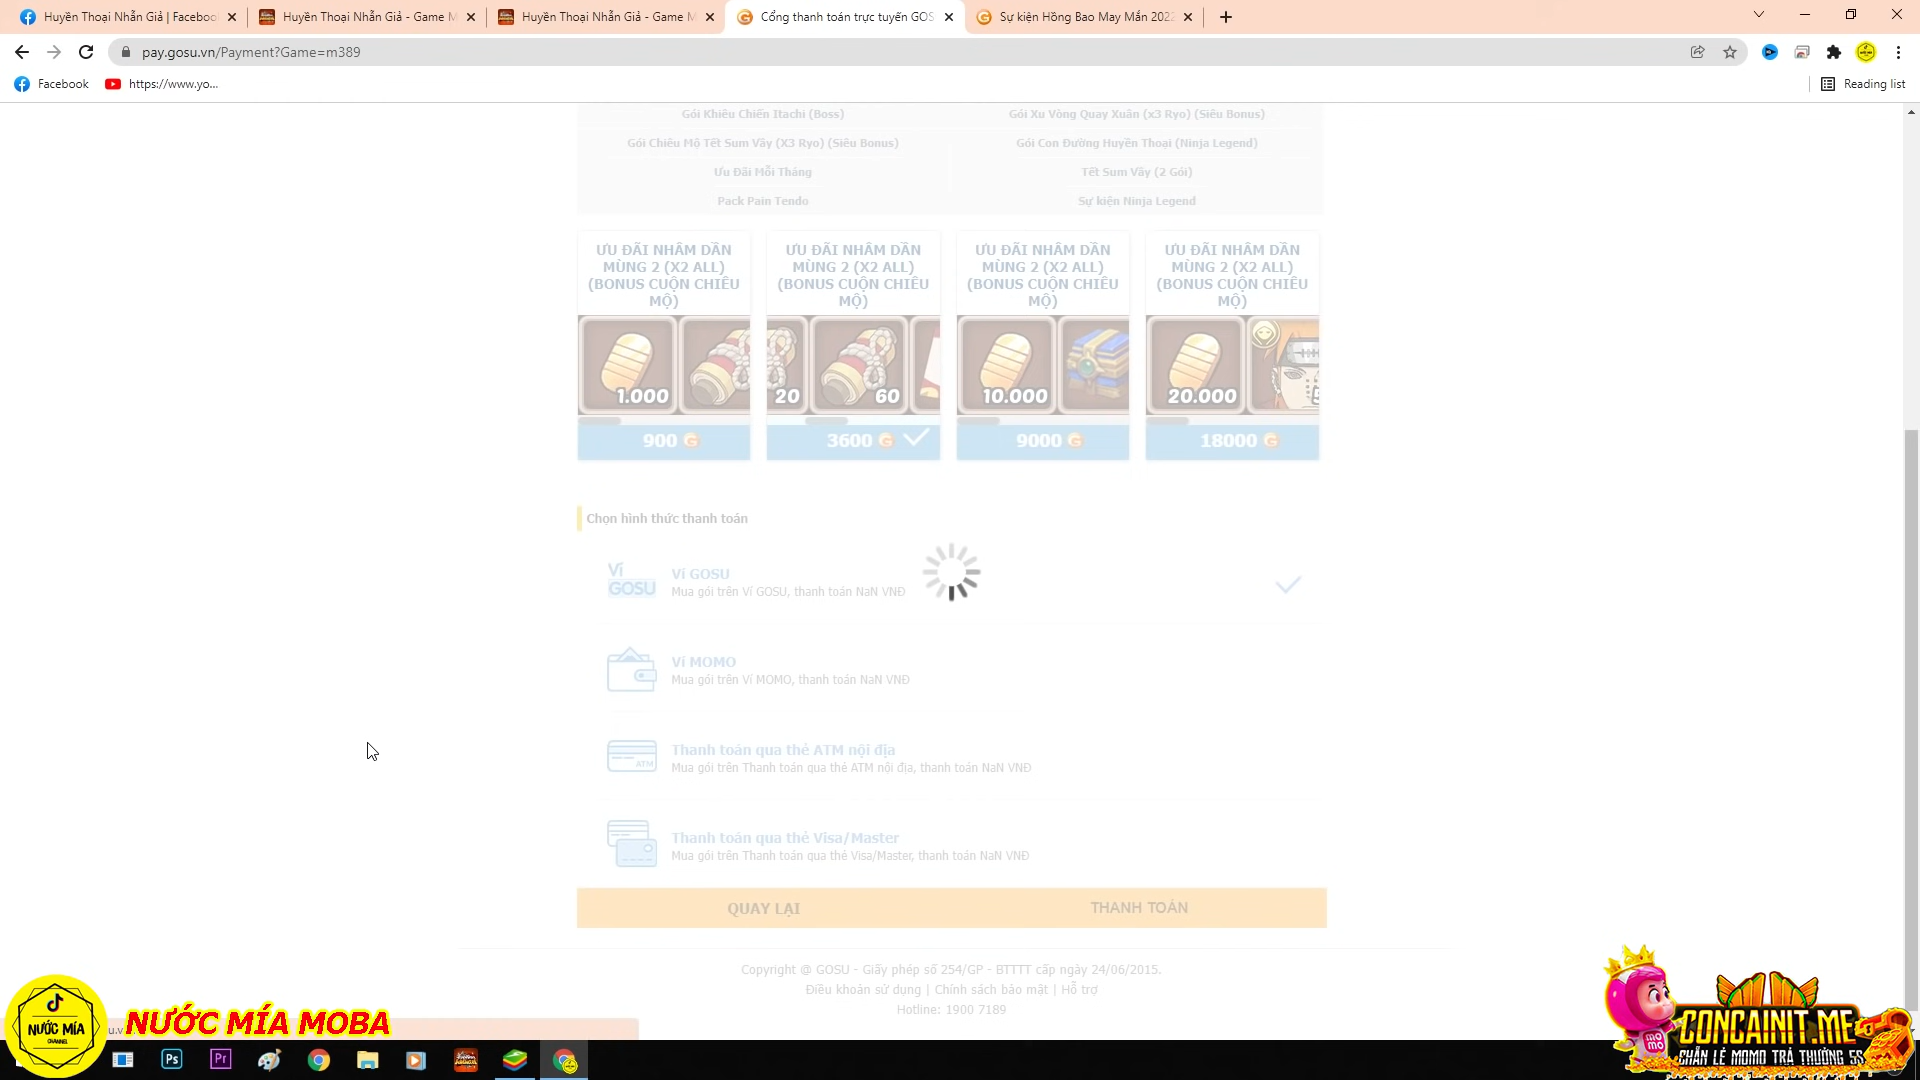 Huyền Thoại Nhẫn Giả | Faceboo
Huyền Thoại Nhẫn Giả - Game M
Huyền Thoại Nhẫn Giả - Game M
Cổng thanh toán trực tuyến GOS
Sự kiện Hồng Bao May Mắn 2022
pay.gosu.vn/Payment?Game=m389
Facebook
https://www.yo...
Reading list
Gói Khiêu Chiến Itachi (Boss)
Gói Xu Vòng Quay Xuân (x3 Ryo) (Siêu Bonus)
Gói Chiêu Mộ Tết Sum Vầy (X3 Ryo) (Siêu Bonus)
Gói Con Đường Huyền Thoại (Ninja Legend)
Ưu Đãi Mỗi Tháng
Tết Sum Vầy (2 Gói)
Pack Pain Tendo
Sự kiện Ninja Legend
ƯU ĐÃI NHÂM DẦN
MÙNG 2 (X2 ALL)
(BONUS CUỘN CHIÊU
MỘ)
1.000
900
ƯU ĐÃI NHÂM DẦN
MÙNG 2 (X2 ALL)
(BONUS CUỘN CHIÊU
MỘ)
20
60
3600
ƯU ĐÃI NHÂM DẦN
MÙNG 2 (X2 ALL)
(BONUS CUỘN CHIÊU
MỘ)
10.000
9000
ƯU ĐÃI NHÂM DẦN
MÙNG 2 (X2 ALL)
(BONUS CUỘN CHIÊU
MỘ)
20.000
18000
Chọn hình thức thanh toán
Ví
GOSU
Ví GOSU
Mua gói trên Ví GOSU, thanh toán NaN VNĐ
Ví MOMO
Mua gói trên Ví MOMO, thanh toán NaN VNĐ
ATM
Thanh toán qua thẻ ATM nội địa
Mua gói trên Thanh toán qua thẻ ATM nội địa, thanh toán NaN VNĐ
Thanh toán qua thẻ Visa/Master
Mua gói trên Thanh toán qua thẻ Visa/Master, thanh toán NaN VNĐ
QUAY LẠI
THANH TOÁN
Copyright @ GOSU - Giấy phép số 254/GP - BTTTT cấp ngày 24/06/2015.
Điều khoản sử dụng | Chính sách bảo mật | Hỗ trợ
Hotline: 1900 7189
NƯỚC MÍA
CHANNEL
NƯỚC MÍA MOBA
Ps
Pr
mo
mo
CONCAINIT.ME
CHẴN LẺ MOMO TRẢ THƯỞNG 5S